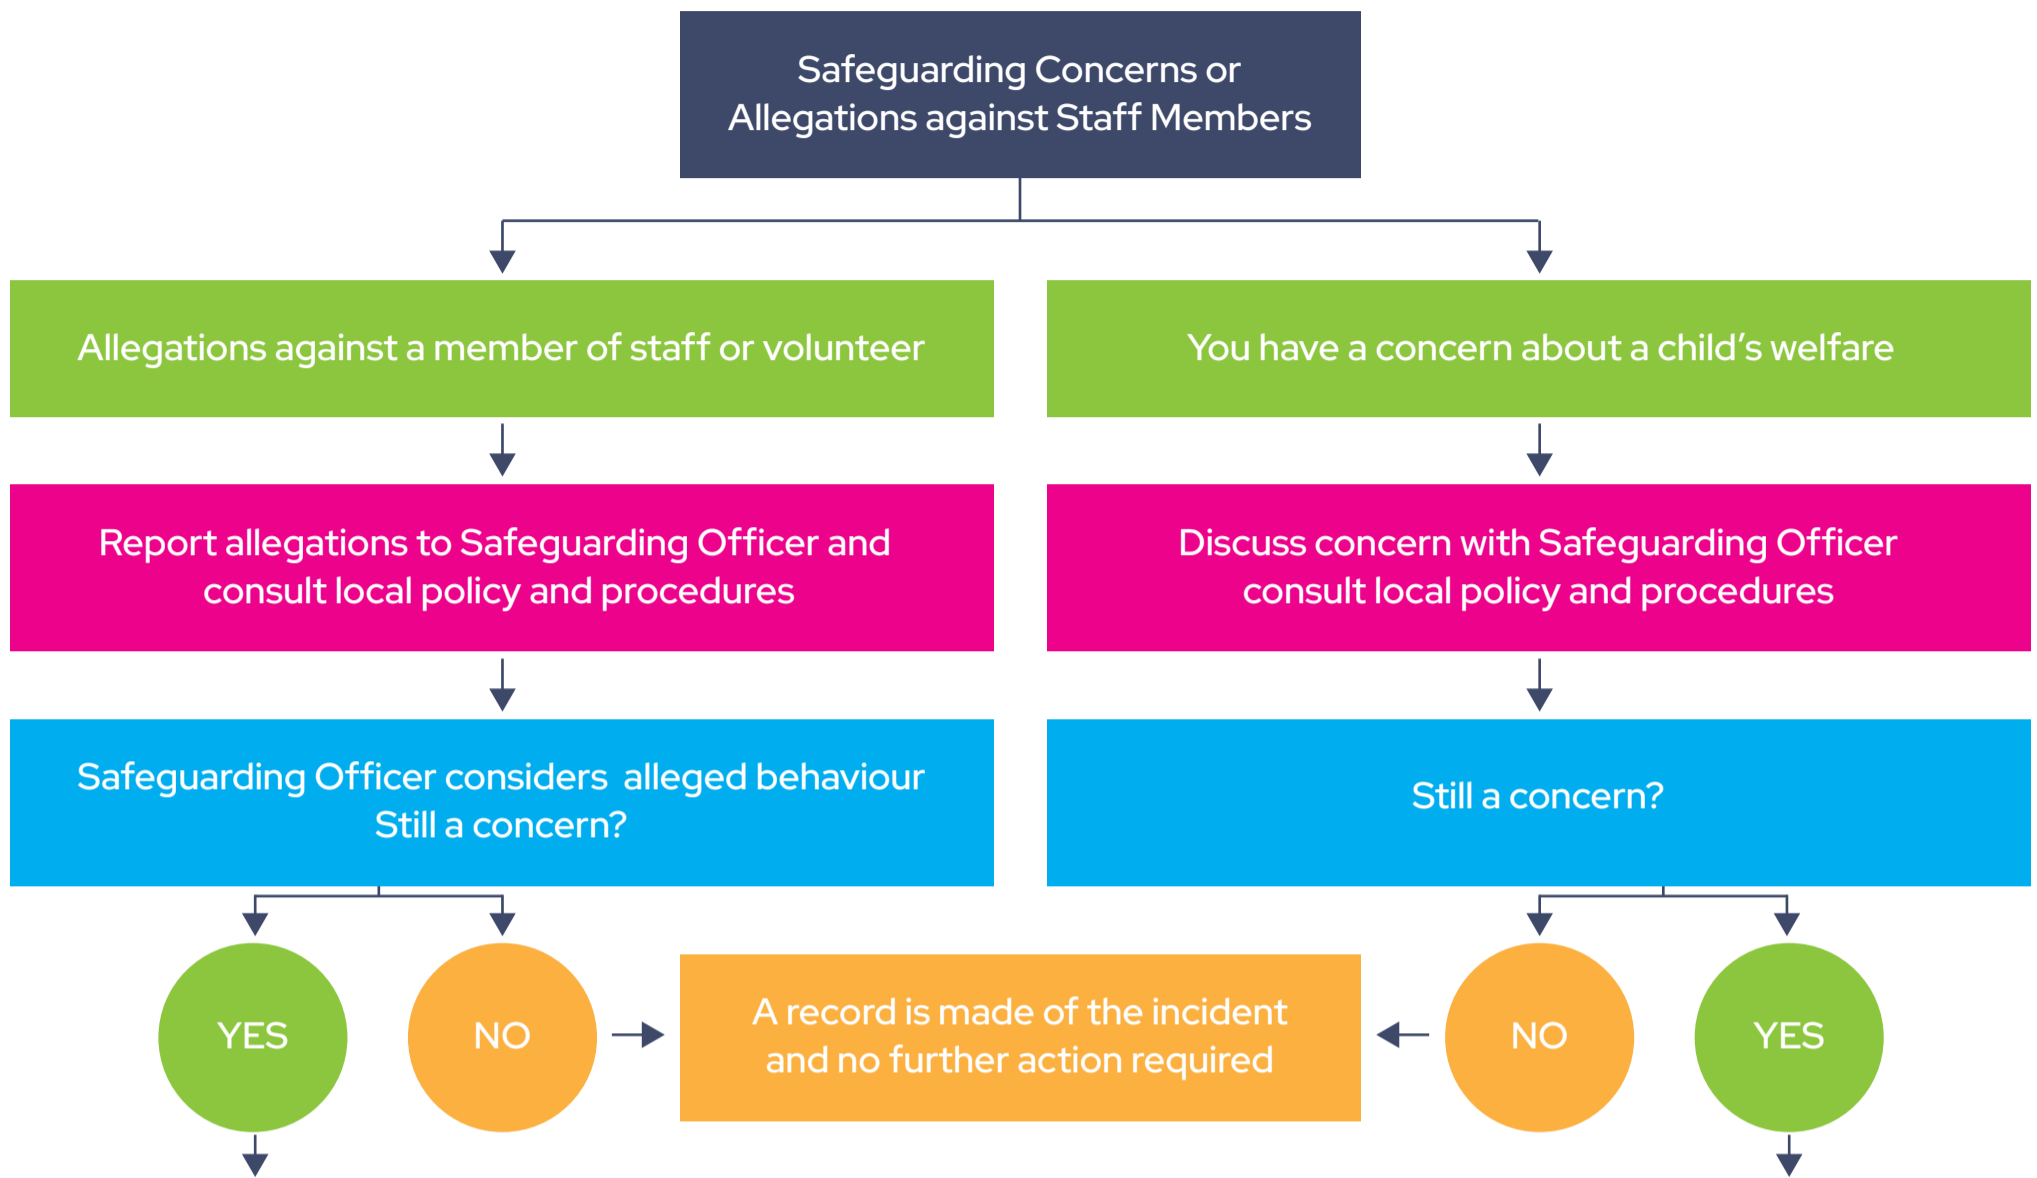 Safeguarding Concerns or
Allegations against Staff Members
Allegations against a member of staff or volunteer
You have a concern about a child’s welfare
Report allegations to Safeguarding Officer and
consult local policy and procedures
Discuss concern with Safeguarding Officer
consult local policy and procedures
Safeguarding Officer considers  alleged behaviour
Still a concern?
Still a concern?
YES
NO
A record is made of the incident
and no further action required
NO
YES